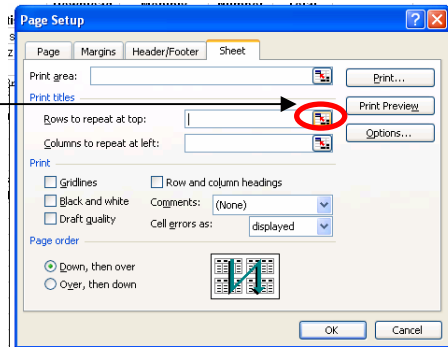 Page Setup
Page Margins Header/Footer Sheet
Print area:
Print...
Print titles
Print Preview
Rows to repeat at top:
Options...
Columns to repeat at left:
Print
Gridlines
Row and column headings
Black and white
Comments: (None)
Draft quality
Cell errors as: displayed
Page order
Down, then over
Over, then down
OK Cancel